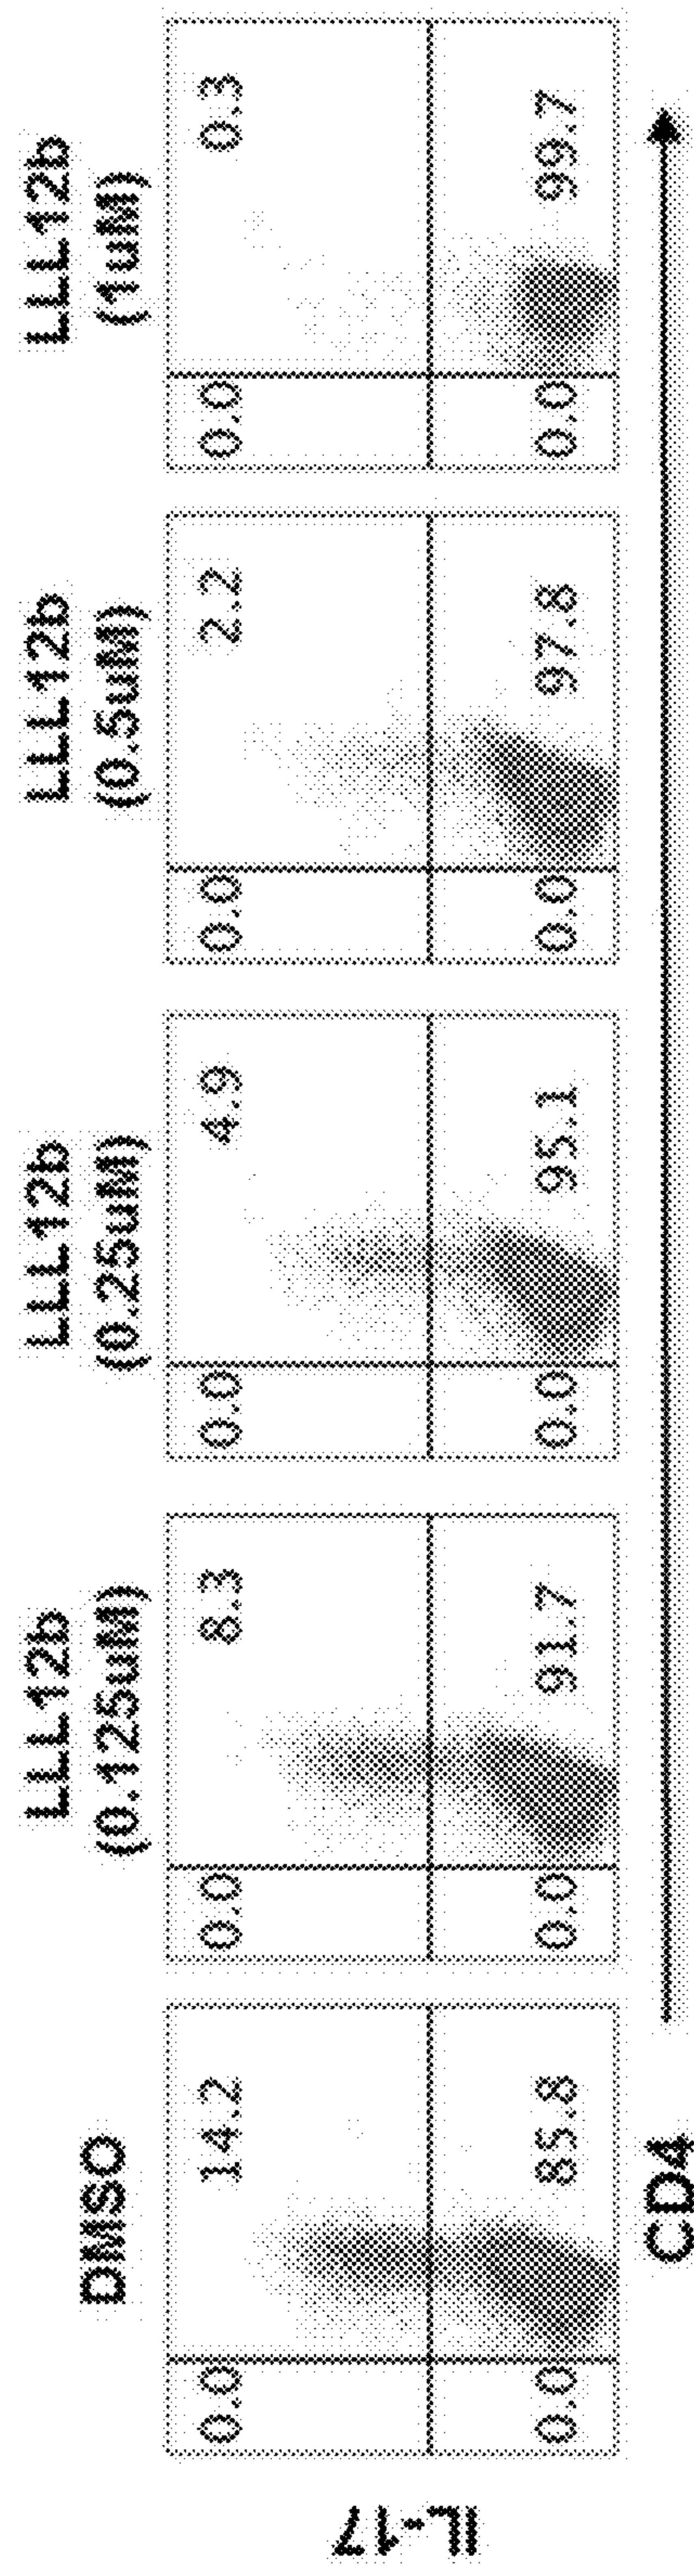 DMSO
LLL12b
(0.125uM)
LLL12b
(0.25uM)
LLL12b
(0.5uM)
LLL12b
(1uM)
0.0 14.2
0.0 8.3
0.0 4.9
0.0 2.2
0.0 0.3
0.0 85.8
0.0 91.7
0.0 95.1
0.0 97.8
0.0 99.7
IL-17
CD4